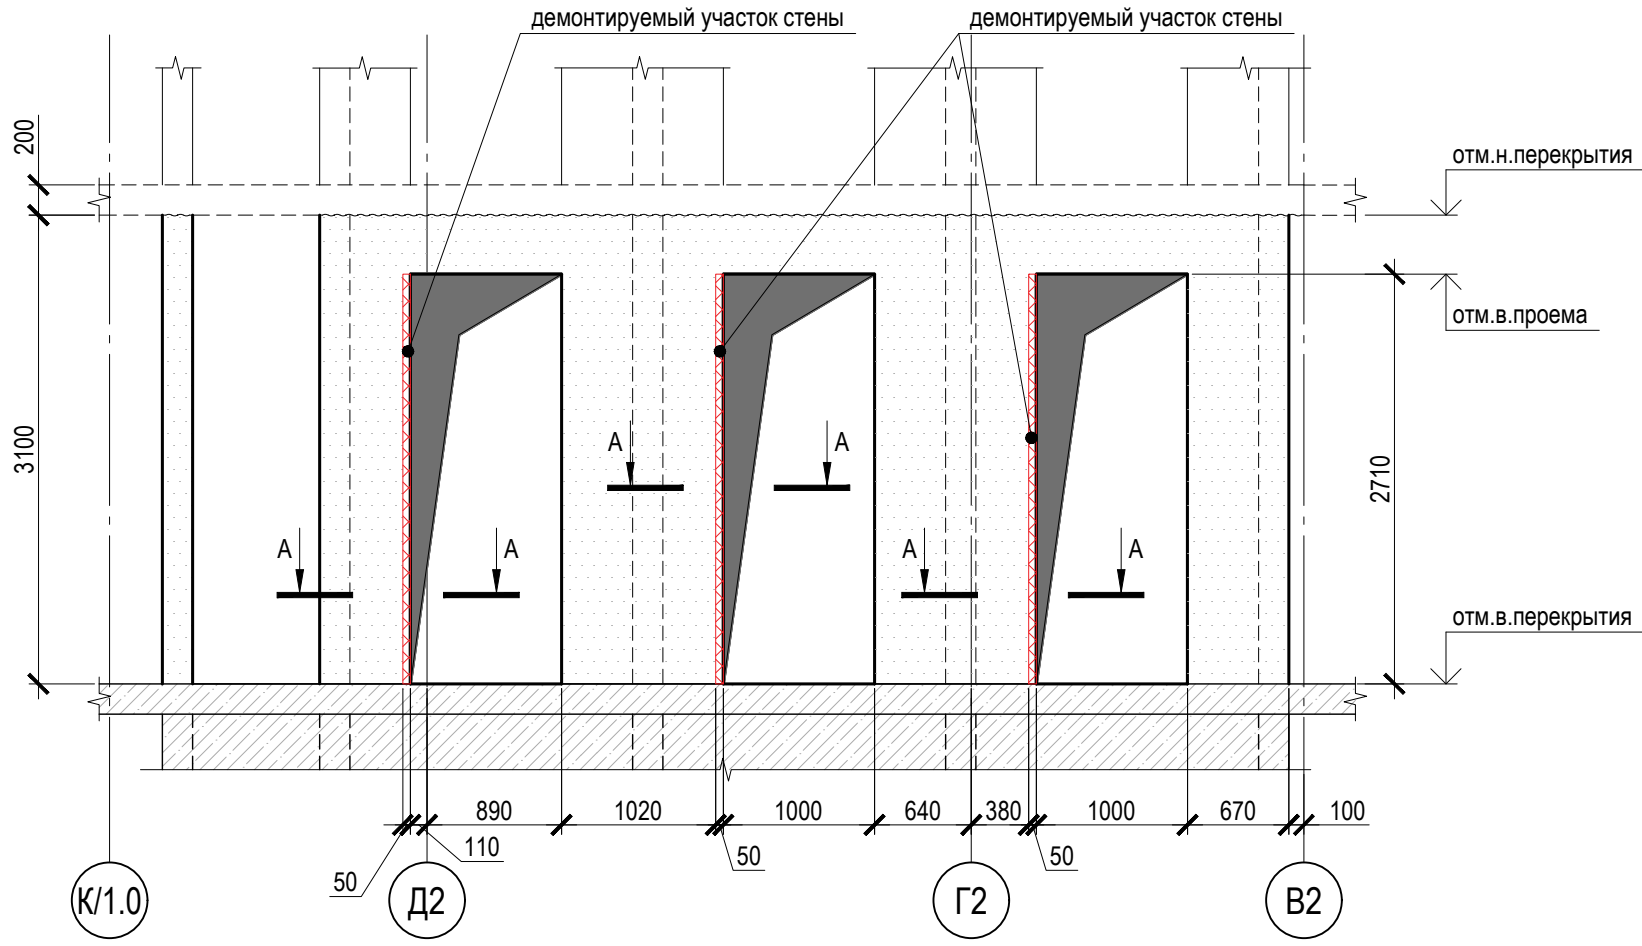 демонтируемый участок стены
демонтируемый участок стены
200
отм.н.перекрытия
отм.в.проема
3100
2710
А
А
А
А
А
А
отм.в.перекрытия
890
1020
1000
640
380
1000
670
100
110
50
50
50
К/1.0
Д2
Г2
В2